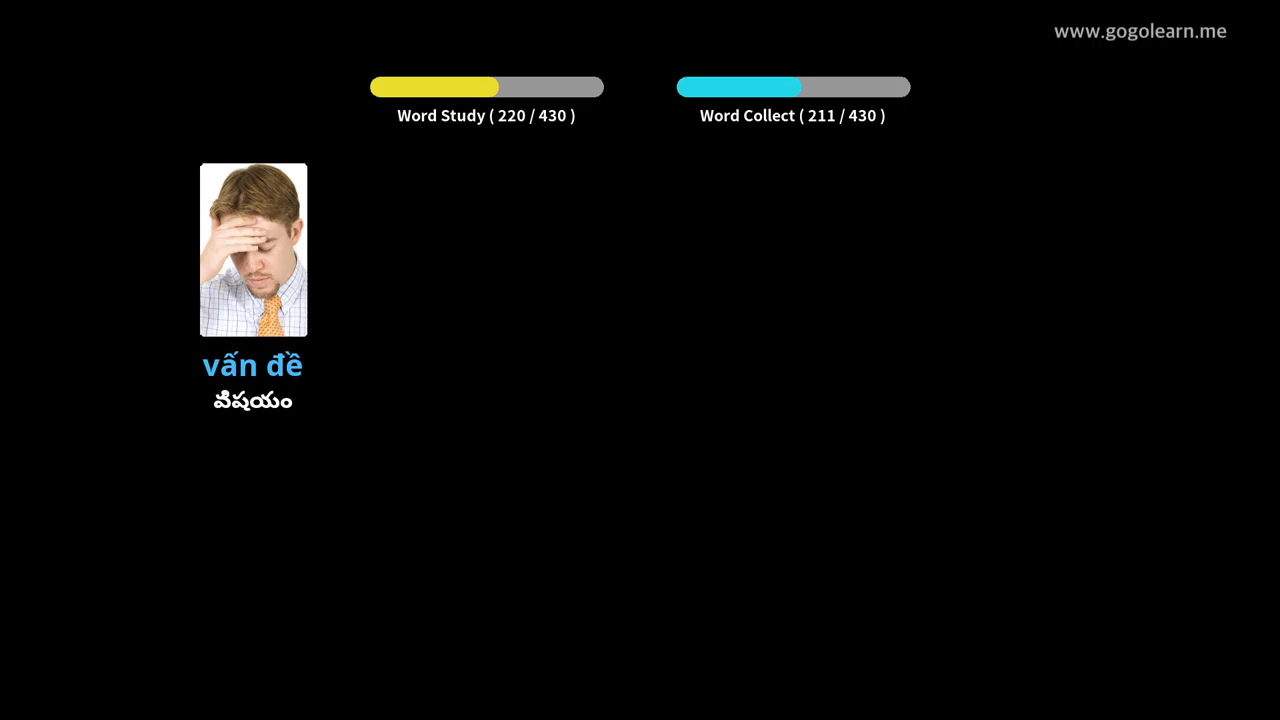 www.gogolearn.me
Word Study ( 220 / 430 )
Word Collect ( 211 / 430 )
vấn đề
విషయం